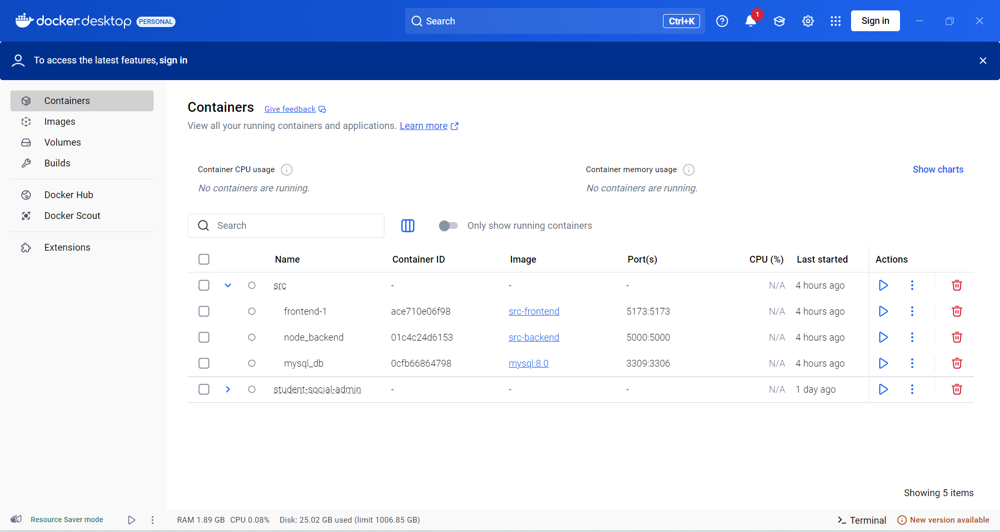 docker.desktop PERSONAL
Search Ctrl+K
1
Sign in
To access the latest features, sign in
Containers
Images
Volumes
Builds
Docker Hub
Docker Scout
Extensions
Containers Give feedback
View all your running containers and applications. Learn more
Container CPU usage
No containers are running.
Container memory usage
No containers are running.
Show charts
Search
Only show running containers
Name Container ID Image Port(s) CPU (%) Last started Actions
src - - - N/A 4 hours ago
frontend-1 ace710e06f98 src-frontend 5173:5173 N/A 4 hours ago
node_backend 01c4c24d6153 src-backend 5000:5000 N/A 4 hours ago
mysql_db 0cfb66864798 mysql:8.0 3309:3306 N/A 4 hours ago
student-social-admin - - - N/A 1 day ago
Showing 5 items
Resource Saver mode RAM 1.89 GB CPU 0.08% Disk: 25.02 GB used (limit 1006.85 GB) Terminal New version available